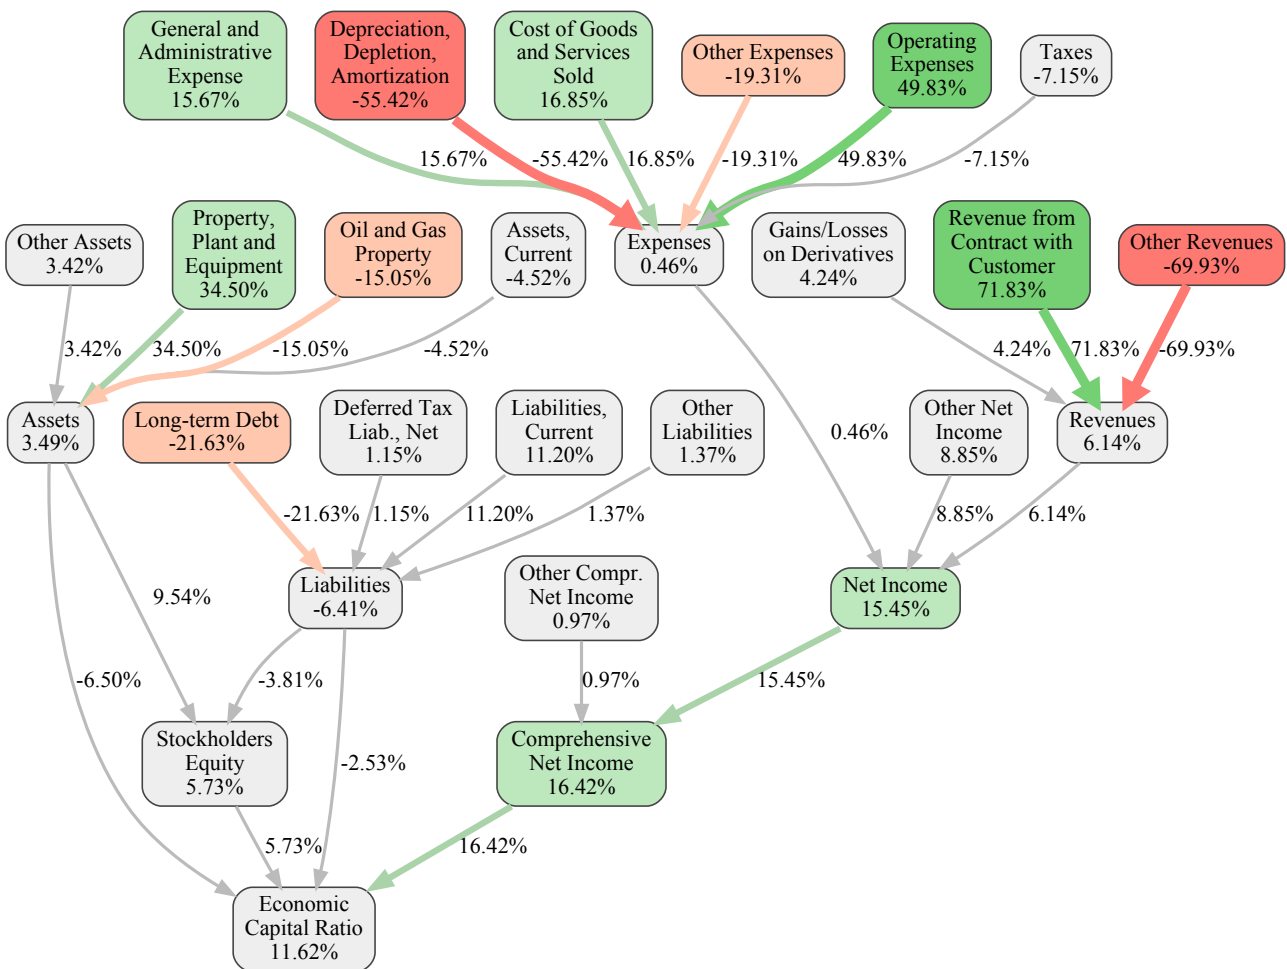 General and
Administrative
Expense
15.67%
Depreciation,
Depletion,
Amortization
-55.42%
Cost of Goods
and Services
Sold
16.85%
Other Expenses
-19.31%
Operating
Expenses
49.83%
Taxes
-7.15%
15.67%
-55.42%
16.85%
-19.31%
49.83%
-7.15%
Other Assets
3.42%
Property,
Plant and
Equipment
34.50%
Oil and Gas
Property
-15.05%
Assets,
Current
-4.52%
Expenses
0.46%
Gains/Losses
on Derivatives
4.24%
Revenue from
Contract with
Customer
71.83%
Other Revenues
-69.93%
3.42%
34.50%
-15.05%
-4.52%
4.24%
71.83%
-69.93%
Assets
3.49%
Long-term Debt
-21.63%
Deferred Tax
Liab., Net
1.15%
Liabilities,
Current
11.20%
Other
Liabilities
1.37%
0.46%
Other Net
Income
8.85%
Revenues
6.14%
-21.63%
1.15%
11.20%
1.37%
8.85%
6.14%
9.54%
Liabilities
-6.41%
Other Compr.
Net Income
0.97%
Net Income
15.45%
-6.50%
-3.81%
0.97%
15.45%
Stockholders
Equity
5.73%
-2.53%
Comprehensive
Net Income
16.42%
5.73%
16.42%
Economic
Capital Ratio
11.62%